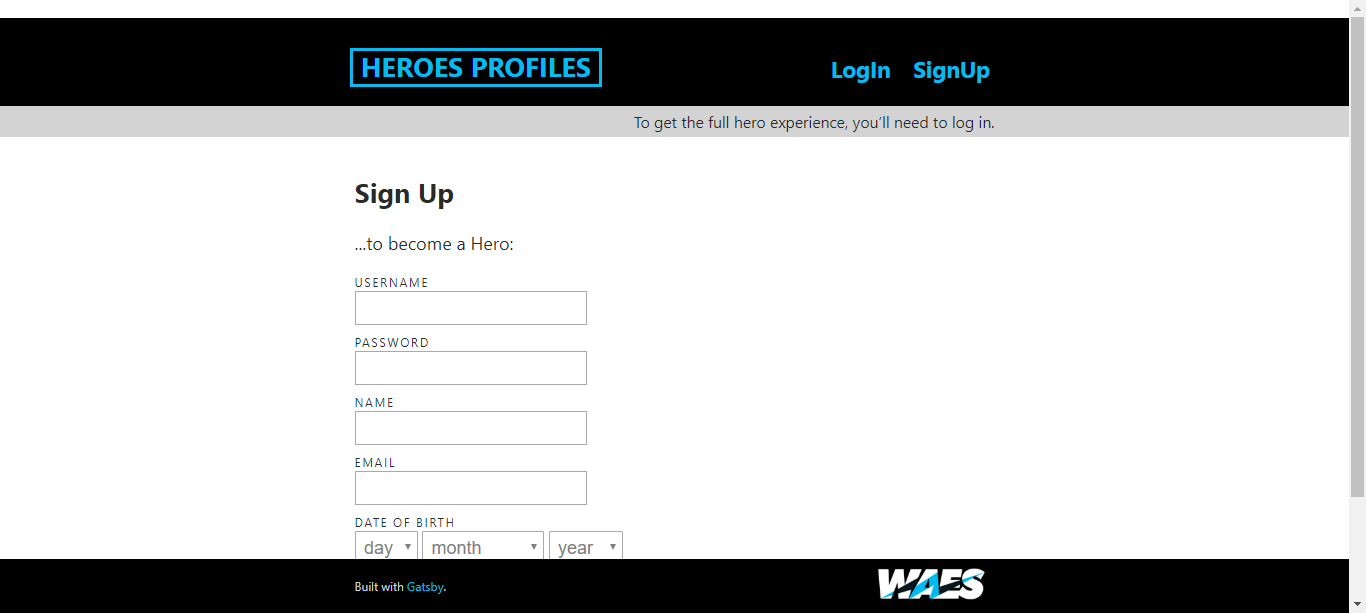 HEROES PROFILES
LogIn SignUp
To get the full hero experience, you’ll need to log in.
Sign Up
...to become a Hero:
USERNAME
PASSWORD
NAME
EMAIL
DATE OF BIRTH
day month year
Built with Gatsby.
WAES